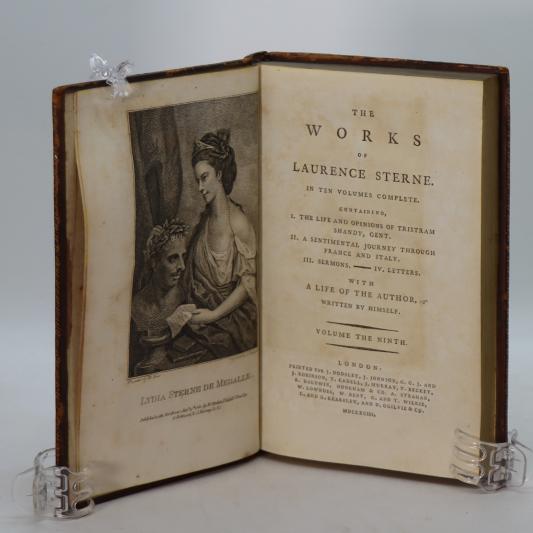 LYDIA STERNE DE MEDALLE.
THE
WORKS
OF
LAURENCE STERNE.
IN TEN VOLUMES COMPLETE.
CONTAINING,
I. THE LIFE AND OPINIONS OF TRISTRAM
SHANDY, GENT.
II. A SENTIMENTAL JOURNEY THROUGH
FRANCE AND ITALY.
III. SERMONS. —— IV. LETTERS.
WITH
A LIFE OF THE AUTHOR,
WRITTEN BY HIMSELF.
VOLUME THE NINTH.
LONDON:
PRINTED FOR J. DODSLEY, J. JOHNSON, G. G. J. AND
J. ROBINSON, T. CADELL, J. MURRAY, T. BECKET,
R. BALDWIN, HOOKHAM & CO. A. STRAHAN,
W. LOWNDES, W. BENT, G. AND T. WILKIE,
C. AND G. KEARSLEY, AND D. OGILVIE & CO.
MDCCXCIII.